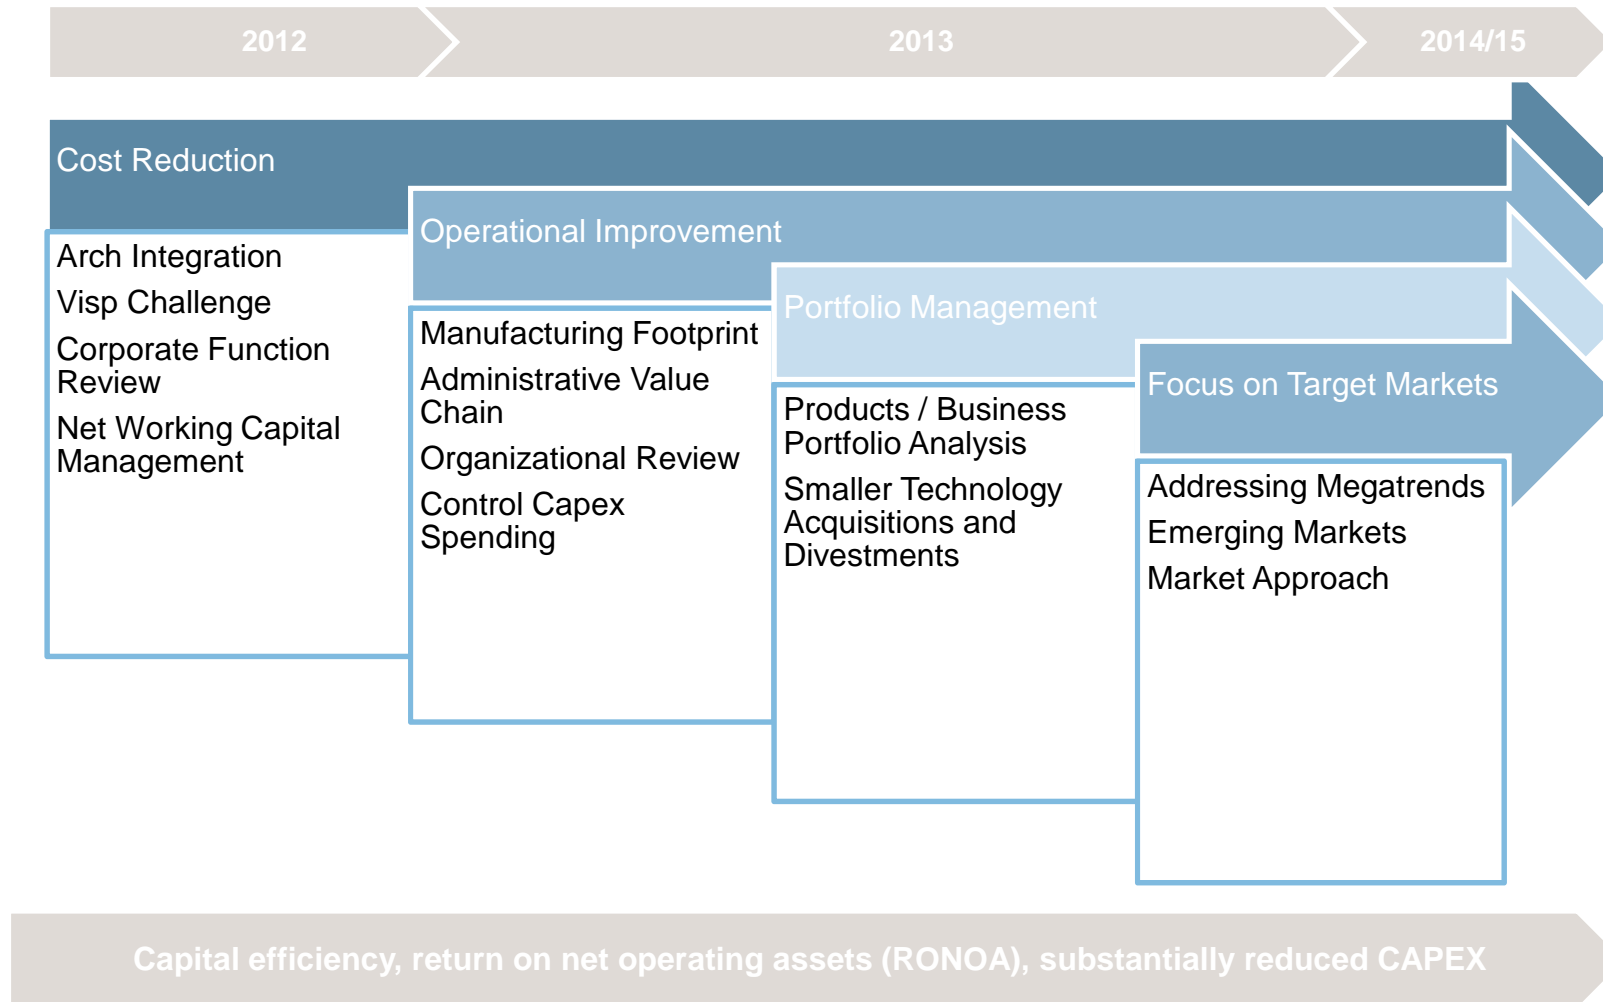 2012
2013
2014/15
Cost Reduction
Arch Integration
Visp Challenge
Corporate Function
Review
Net Working Capital
Management
Operational Improvement
Manufacturing Footprint
Administrative Value
Chain
Organizational Review
Control Capex
Spending
Portfolio Management
Products / Business
Portfolio Analysis
Smaller Technology
Acquisitions and
Divestments
Focus on Target Markets
Addressing Megatrends
Emerging Markets
Market Approach
Capital efficiency, return on net operating assets (RONOA), substantially reduced CAPEX